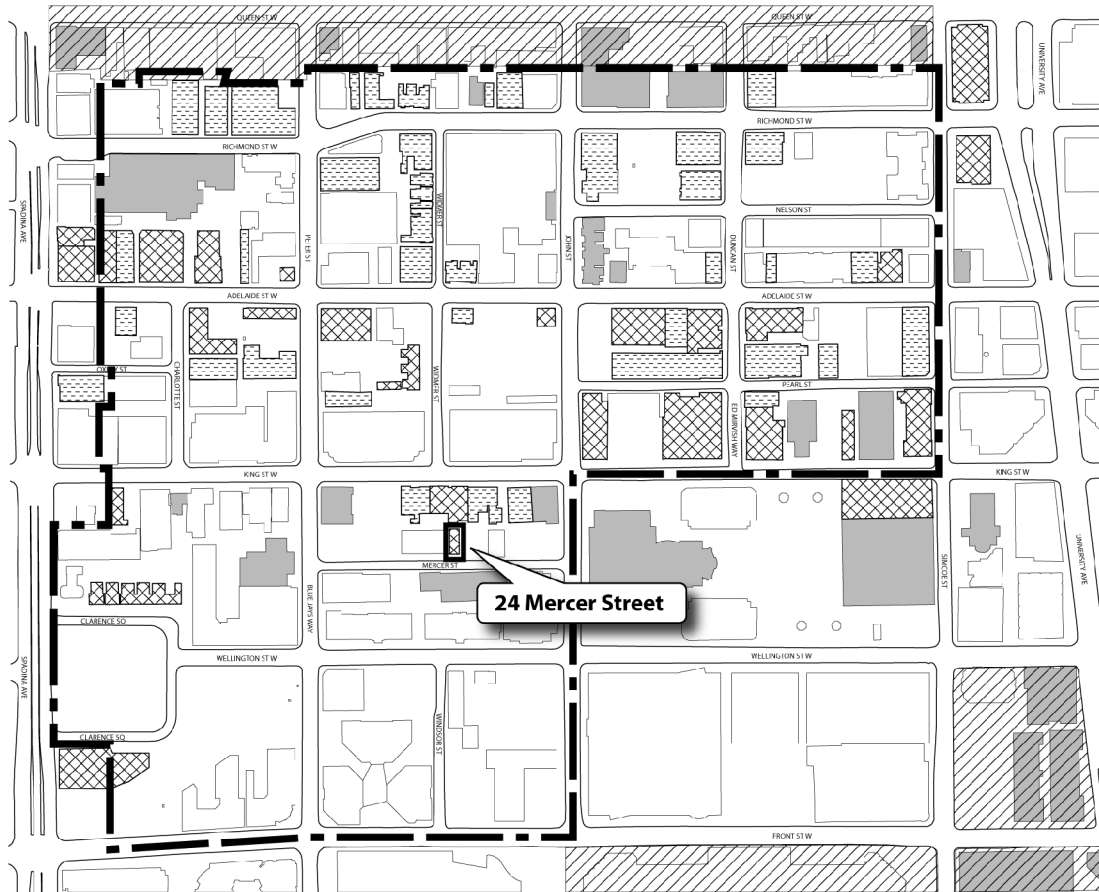 QUEEN ST W
QUEEN ST W
UNIVERSITY AVE
RICHMOND ST W
RICHMOND ST W
SPADINA AVE
WIDMER ST
NELSON ST
PETER ST
JOHN ST
DUNCAN ST
ADELAIDE ST W
ADELAIDE ST W
OXLEY ST
CHARLOTTE ST
WIDMER ST
PEARL ST
ED MIRVISH WAY
KING ST W
KING ST W
MERCER ST
24 Mercer Street
SIMCOE ST
UNIVERSITY AVE
BLUE JAYS WAY
CLARENCE SQ
WELLINGTON ST W
WELLINGTON ST W
SPADINA AVE
CLARENCE SQ
WINDSOR ST
FRONT ST W